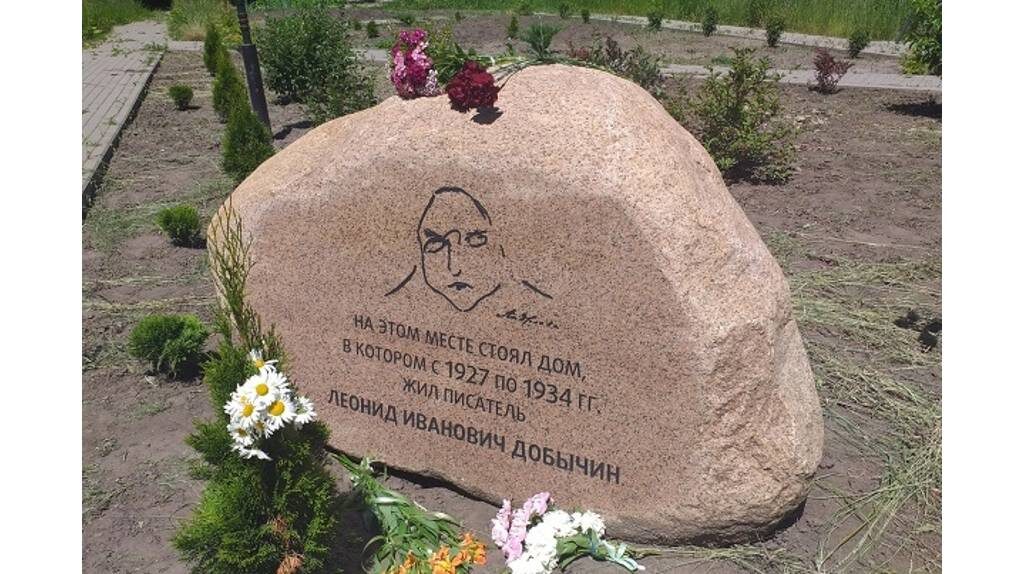 НА ЭТОМ МЕСТЕ СТОЯЛ ДОМ,
В КОТОРОМ С 1927 ПО 1934 ГГ.
ЖИЛ ПИСАТЕЛЬ
ЛЕОНИД ИВАНОВИЧ ДОБЫЧИН